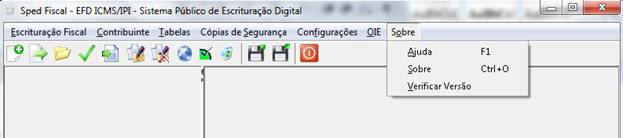 Sped Fiscal - EFD ICMS/IPI - Sistema Público de Escrituração Digital
Escrituração Fiscal Contribuinte Tabelas Cópias de Segurança Configurações QIE Sobre
Ajuda F1
Sobre Ctrl+O
Verificar Versão